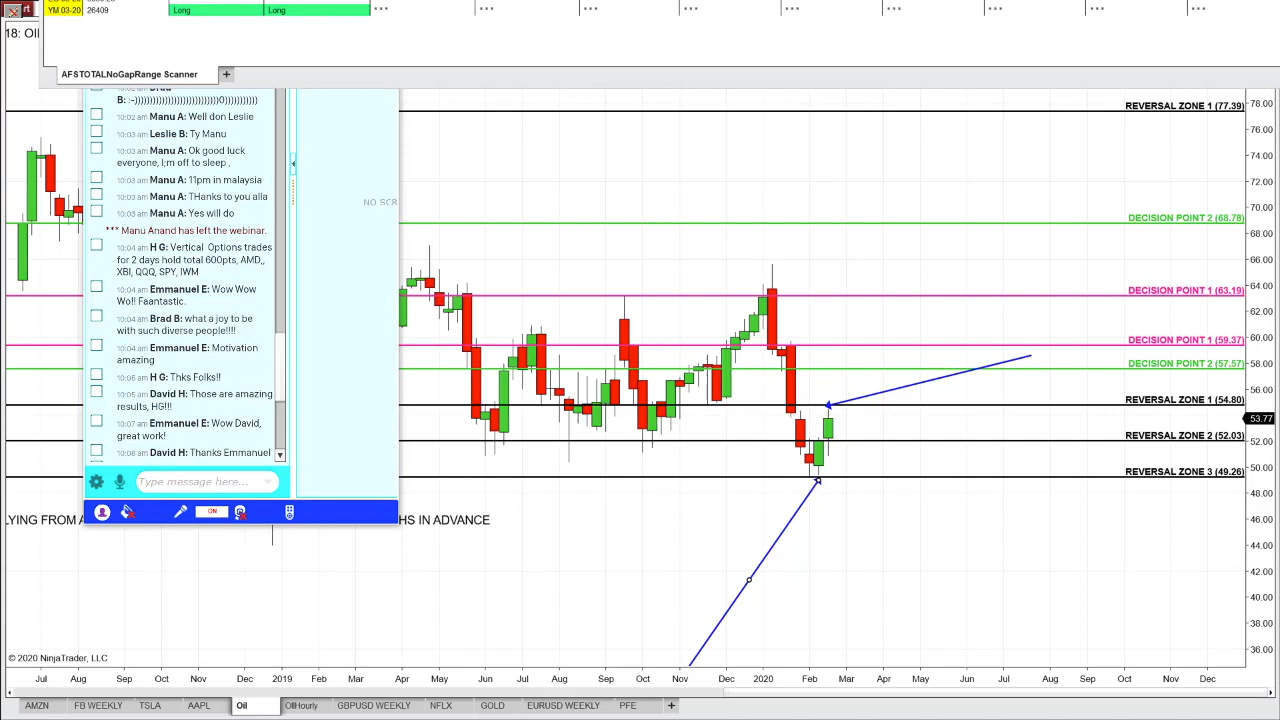 rt
YM 03-20 26409 Long Long
18: OII
AFSTOTALNoGapRange Scanner +
B: :-))))))))))))))))))))))))))))0))))))))))
10:02 am Manu A: Well don Leslie
10:03 am Leslie B: Ty Manu
10:03 am Manu A: Ok good luck
everyone, I;m off to sleep ,
10:03 am Manu A: 11pm in malaysia
10:03 am Manu A: THanks to you alla
10:03 am Manu A: Yes will do
*** Manu Anand has left the webinar.
10:04 am H G: Vertical Options trades
for 2 days hold total 600pts, AMD,,
XBI, QQQ, SPY, IWM
10:04 am Emmanuel E: Wow Wow
Wo!! Faantastic.
10:04 am Brad B: what a joy to be
with such diverse people!!!!
10:04 am Emmanuel E: Motivation
amazing
10:05 am H G: Thks Folks!!
10:05 am David H: Those are amazing
results, HG!!!
10:07 am Emmanuel E: Wow David,
great work!
10:08 am David H: Thanks Emmanuel
Type message here...
ON
NO SCR
REVERSAL ZONE 1 (77.39)
DECISION POINT 2 (68.78)
DECISION POINT 1 (63.19)
DECISION POINT 1 (59.37)
DECISION POINT 2 (57.57)
REVERSAL ZONE 1 (54.80)
REVERSAL ZONE 2 (52.03)
REVERSAL ZONE 3 (49.26)
78.00
76.00
74.00
72.00
70.00
68.00
66.00
64.00
62.00
60.00
58.00
56.00
53.77
52.00
50.00
48.00
46.00
44.00
42.00
40.00
38.00
36.00
LYING FROM A HS IN ADVANCE
© 2020 NinjaTrader, LLC
Jul Aug Sep Oct Nov Dec 2019 Feb Mar Apr May Jun Jul Aug Sep Oct Nov Dec 2020 Feb Mar Apr May Jun Jul Aug Sep Oct Nov Dec
AMZN FB WEEKLY TSLA AAPL Oil OilHourly GBPUSD WEEKLY NFLX GOLD EURUSD WEEKLY PFE +